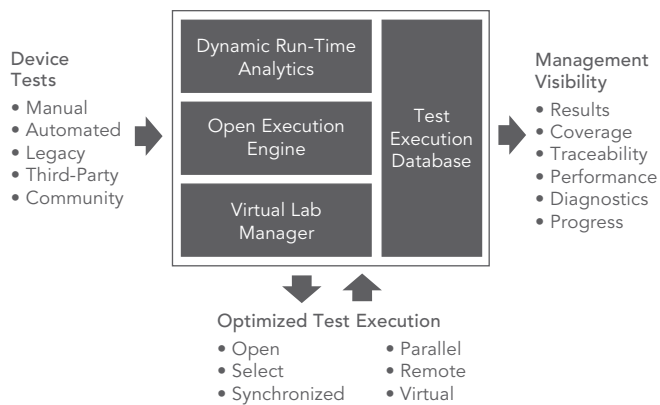 Device
Tests
• Manual
• Automated
• Legacy
• Third-Party
• Community
Dynamic Run-Time
Analytics
Open Execution
Engine
Virtual Lab
Manager
Test
Execution
Database
Management
Visibility
• Results
• Coverage
• Traceability
• Performance
• Diagnostics
• Progress
Optimized Test Execution
• Open
• Select
• Synchronized
• Parallel
• Remote
• Virtual